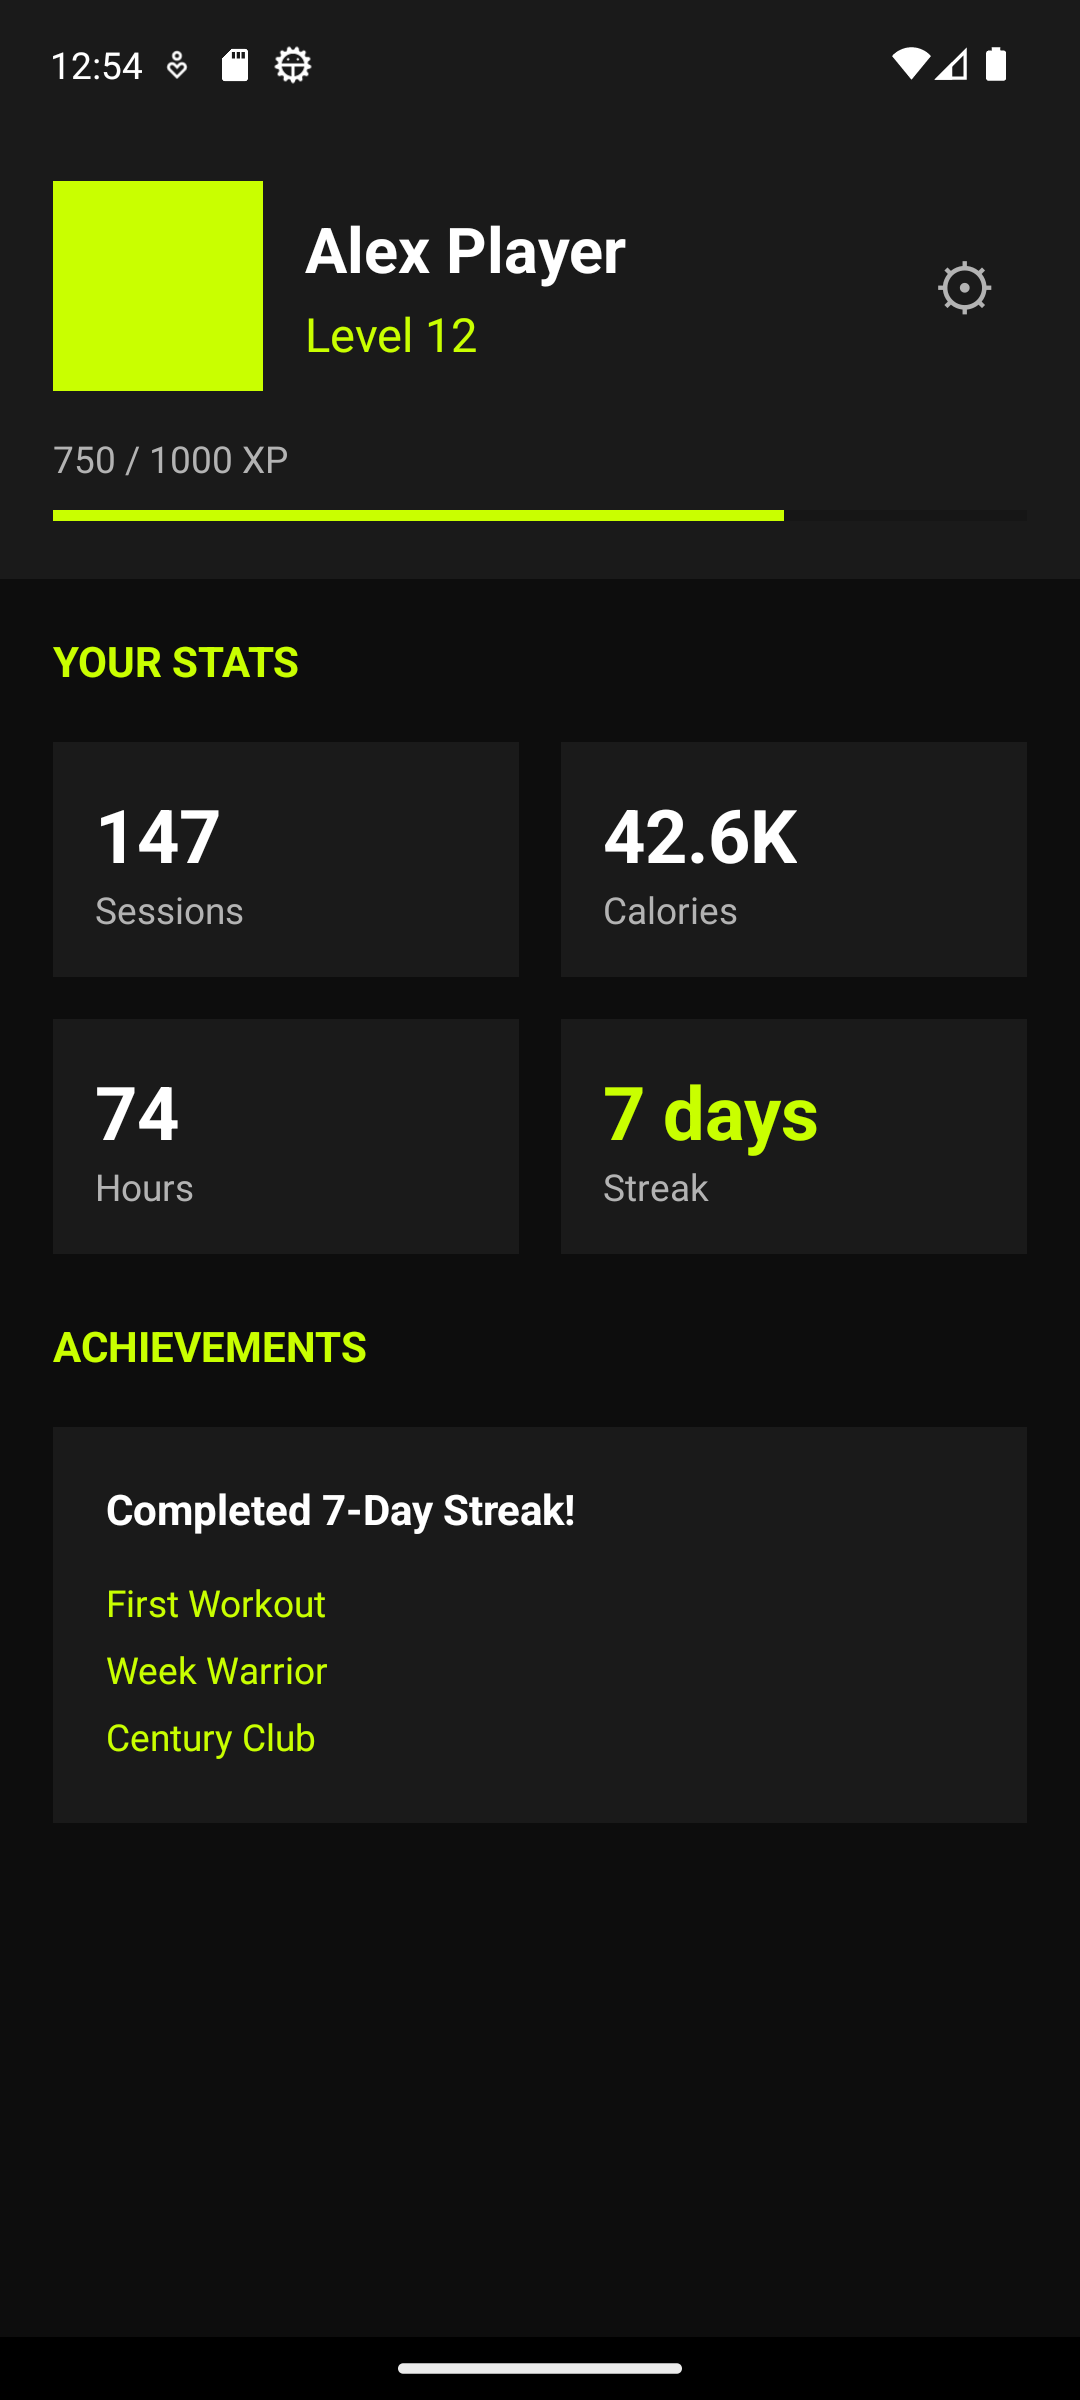 12:54
Alex Player
Level 12
750 / 1000 XP
YOUR STATS
147
Sessions
42.6K
Calories
74
Hours
7 days
Streak
ACHIEVEMENTS
Completed 7-Day Streak!
First Workout
Week Warrior
Century Club